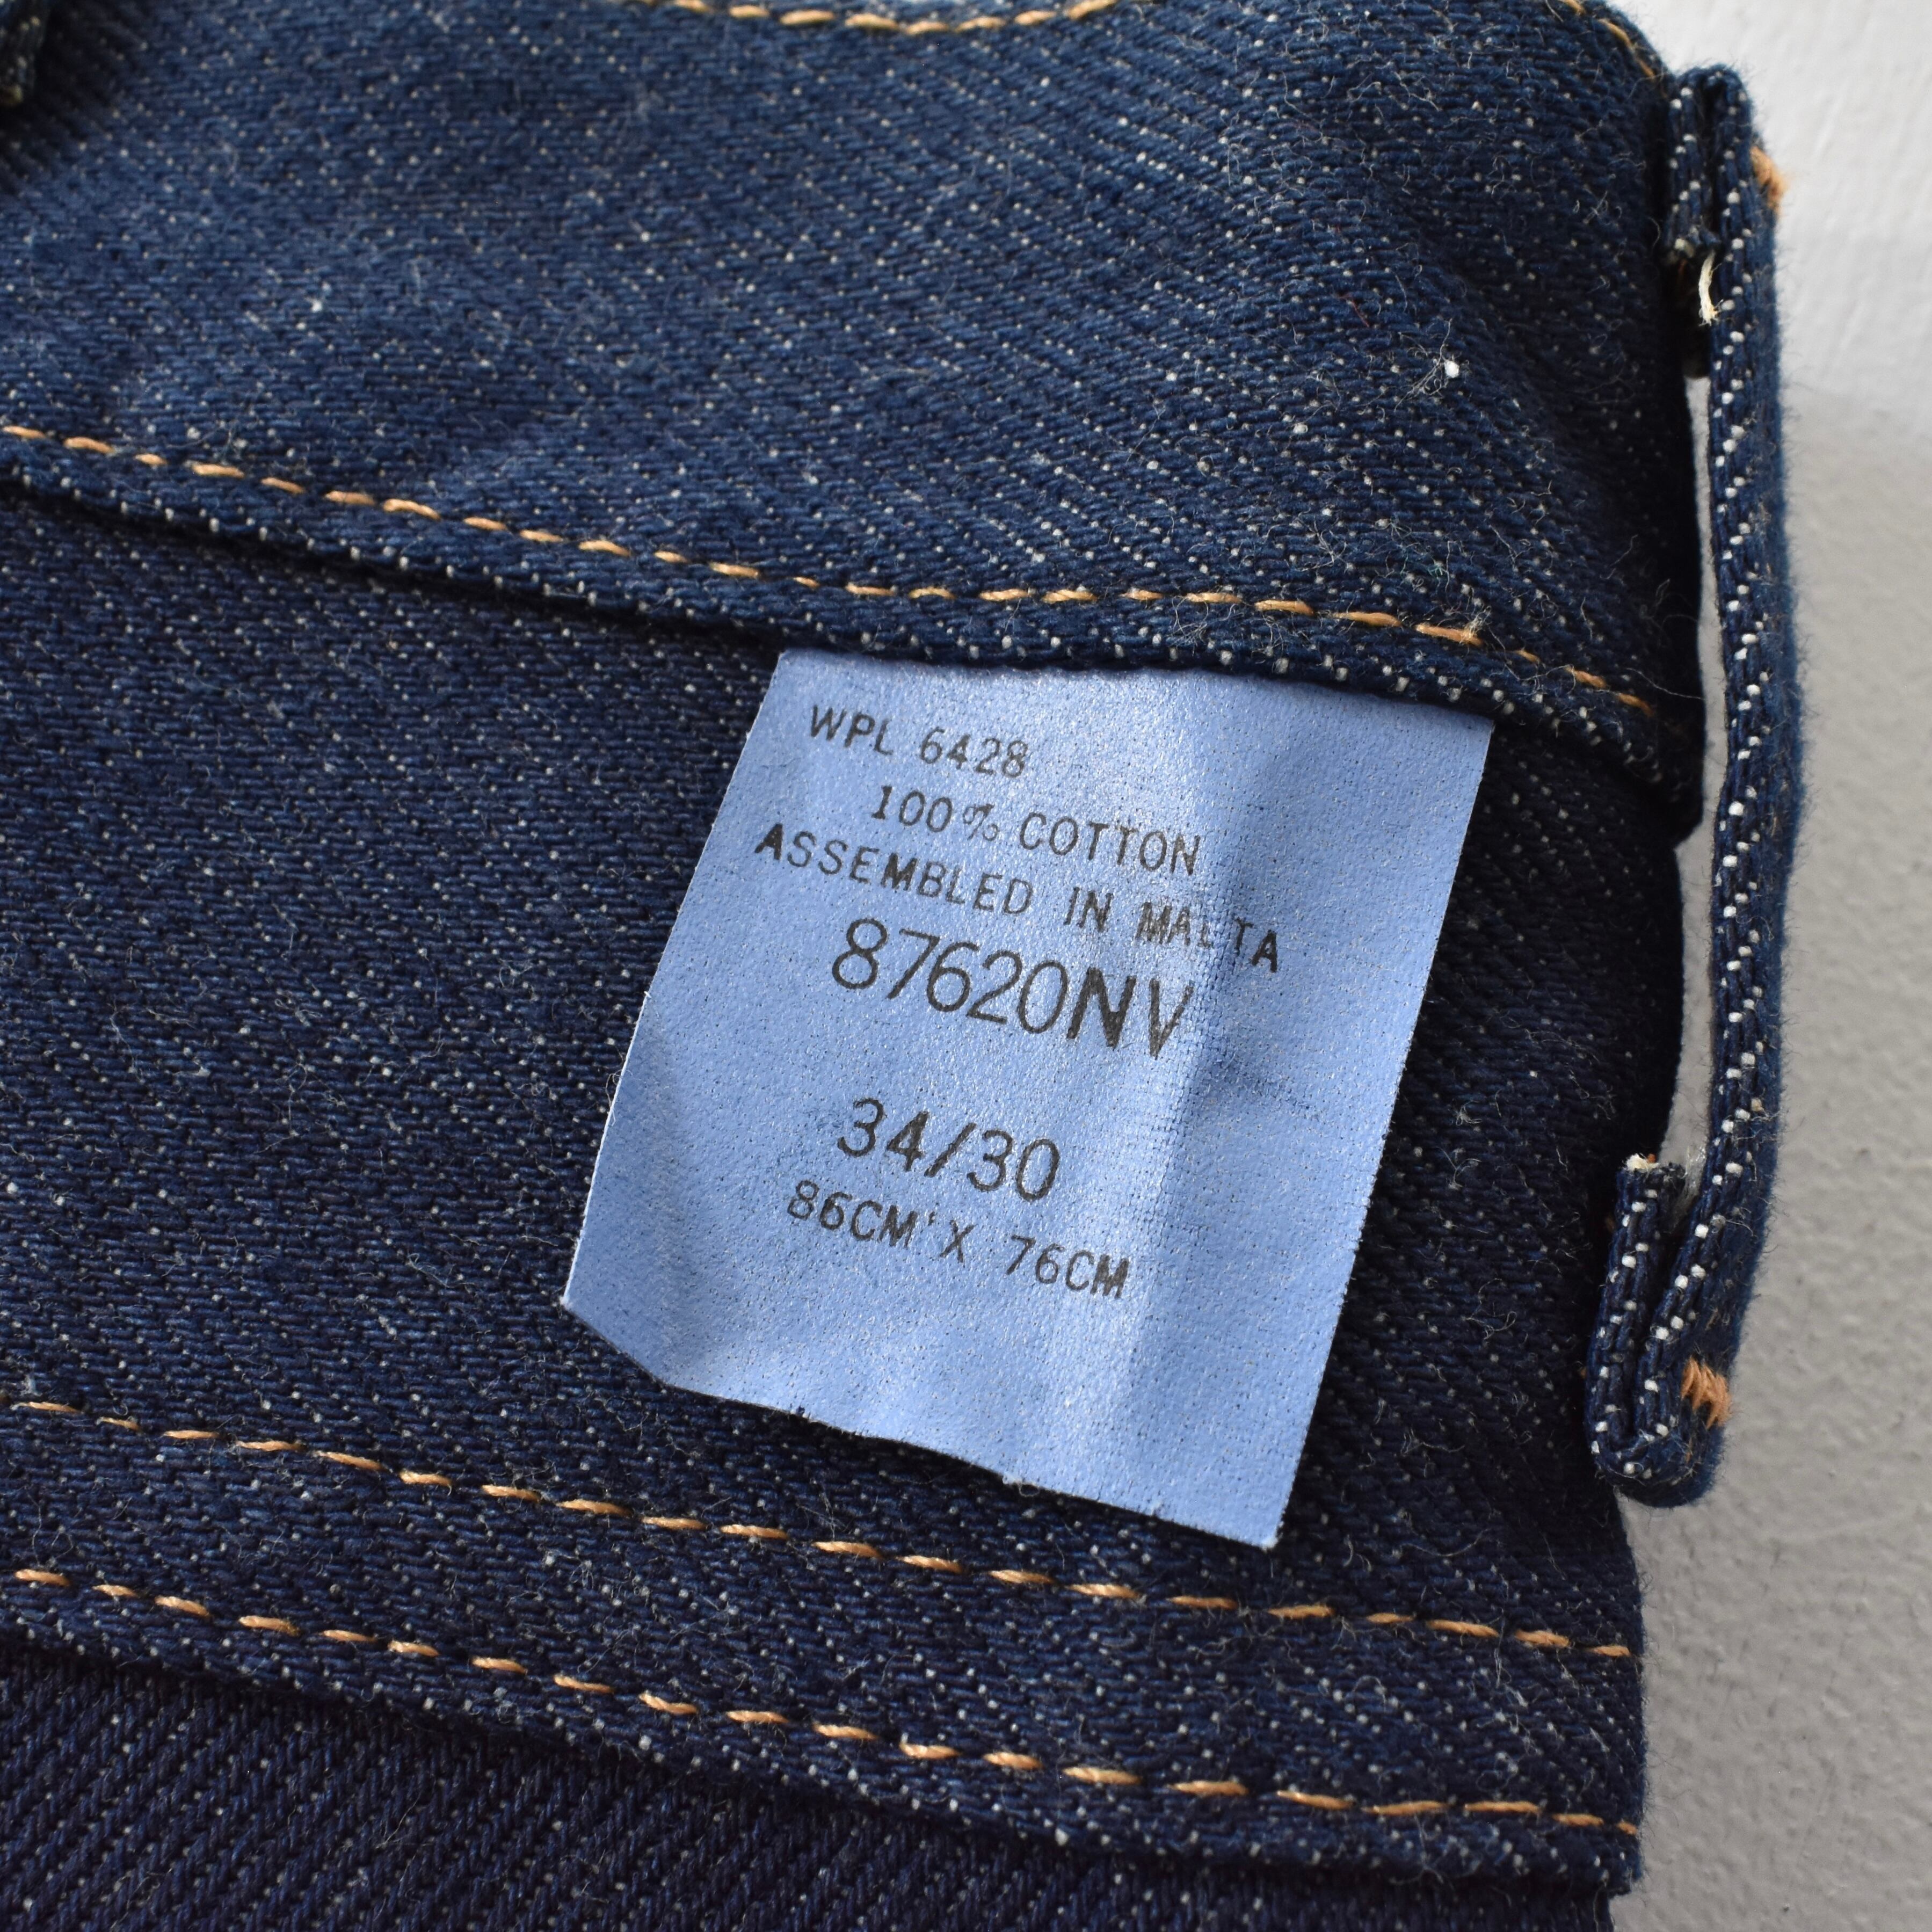 WPL 6428
100% COTTON
ASSEMBLED IN MALTA
87620NV
34/30
86CM X 76CM